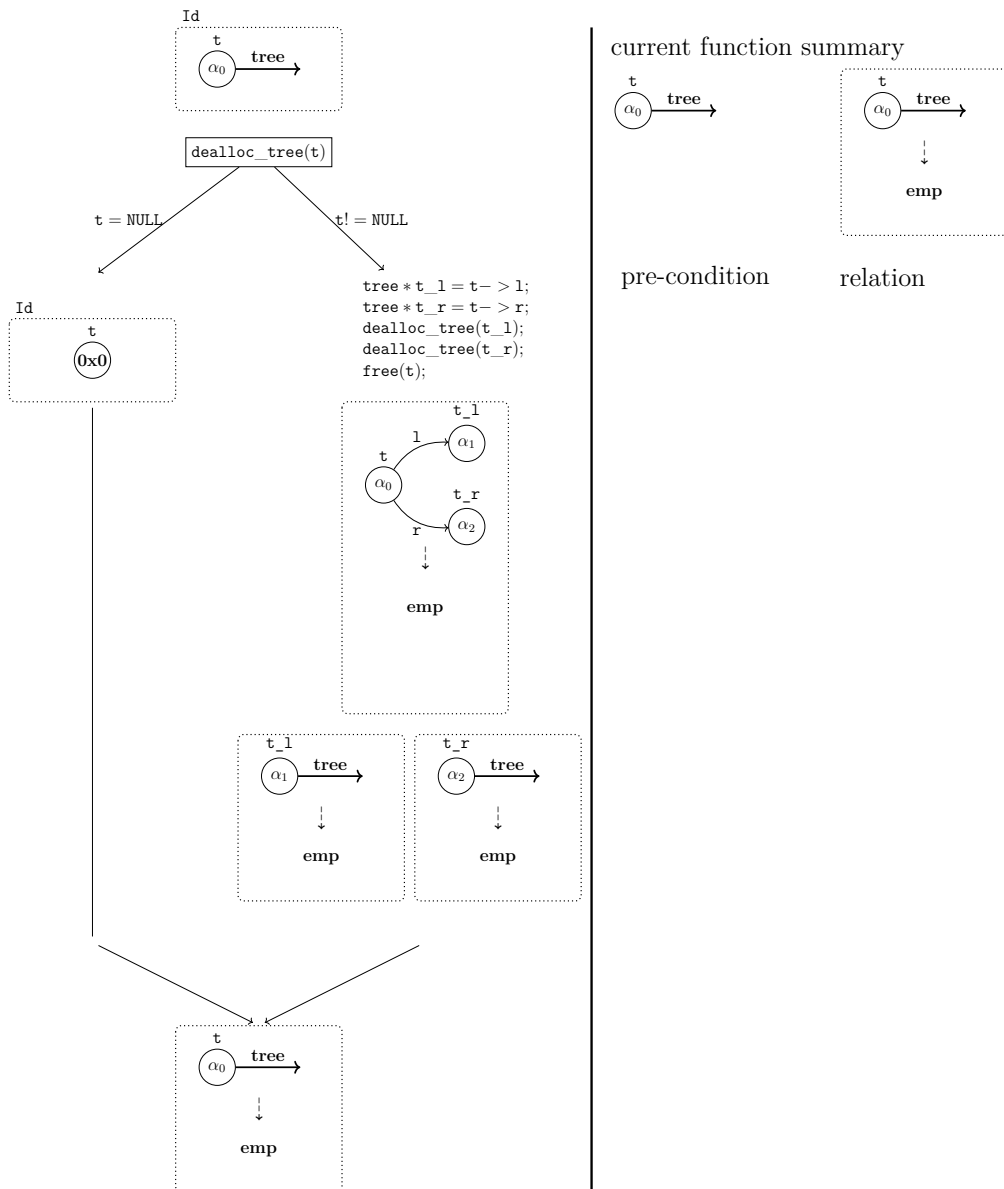 Id
t
α0 tree
dealloc_tree(t)
t = NULL
t! = NULL
tree * t_l = t− > l;
tree * t_r = t− > r;
dealloc_tree(t_l);
dealloc_tree(t_r);
free(t);
Id
t
0x0
t_l
l
α1
t
α0
t_r
r
α2
emp
t_l
α1 tree
emp
t_r
α2 tree
emp
t
α0 tree
emp
current function summary
t
α0 tree
t
α0 tree
emp
pre-condition
relation